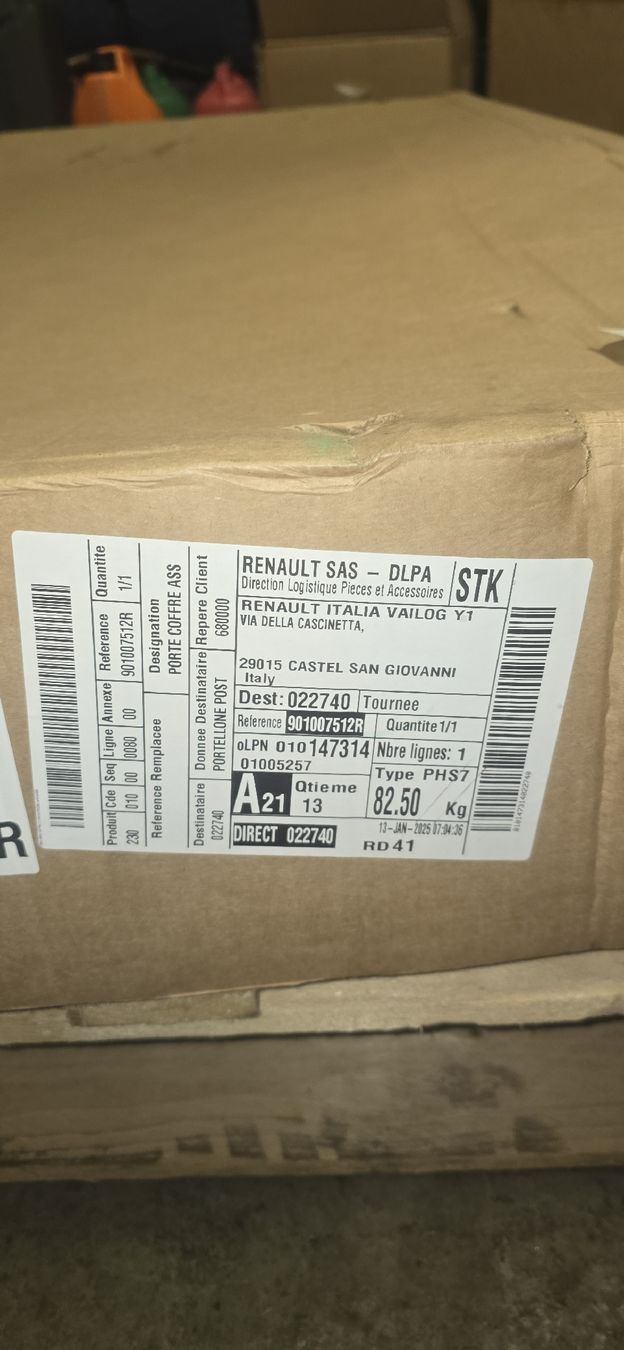 RENAULT SAS – DLPA
Direction Logistique Pieces et Accessoires
STK
RENAULT ITALIA VAILOG Y1
VIA DELLA CASCINETTA,
29015 CASTEL SAN GIOVANNI
Italy
Dest: 022740 Tournee
Reference 901007512R Quantite 1/1
oLPN 010147314 Nbre lignes: 1
01005257
Type PHS7
A21
Qtieme
13
82.50 Kg
DIRECT 022740
13-JAN-2025 07:04:36
RD41
Produit Cde Seq Ligne Annexe Reference Quantite
230 010 00 0080 00 901007512R 1/1
Reference Remplacee Designation
PORTE COFFRE ASS
Destinataire Donnee Destinataire Repere Client
022740 PORTELLONE POST 680000
R